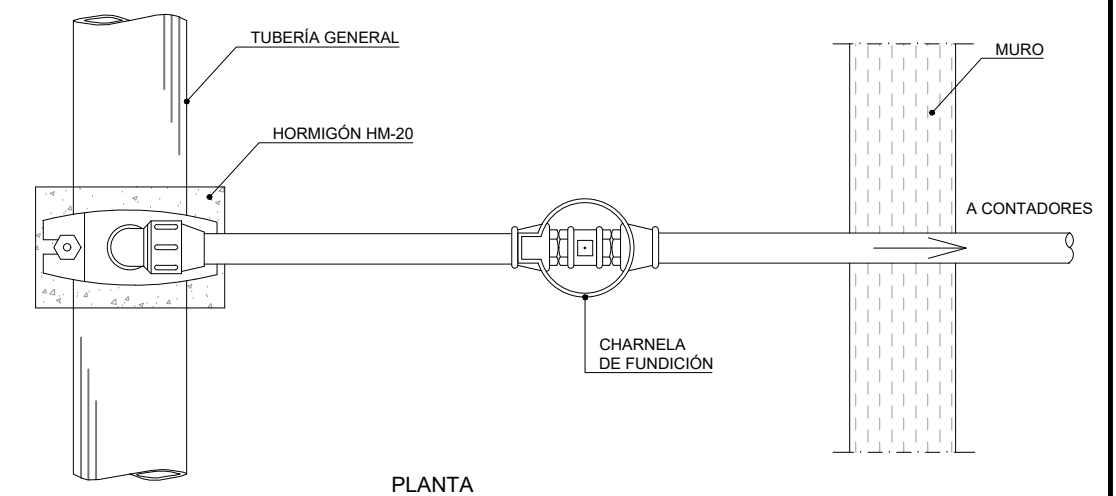 TUBERÍA GENERAL
MURO
HORMIGÓN HM-20
A CONTADORES
CHARNELA
DE FUNDICIÓN
PLANTA